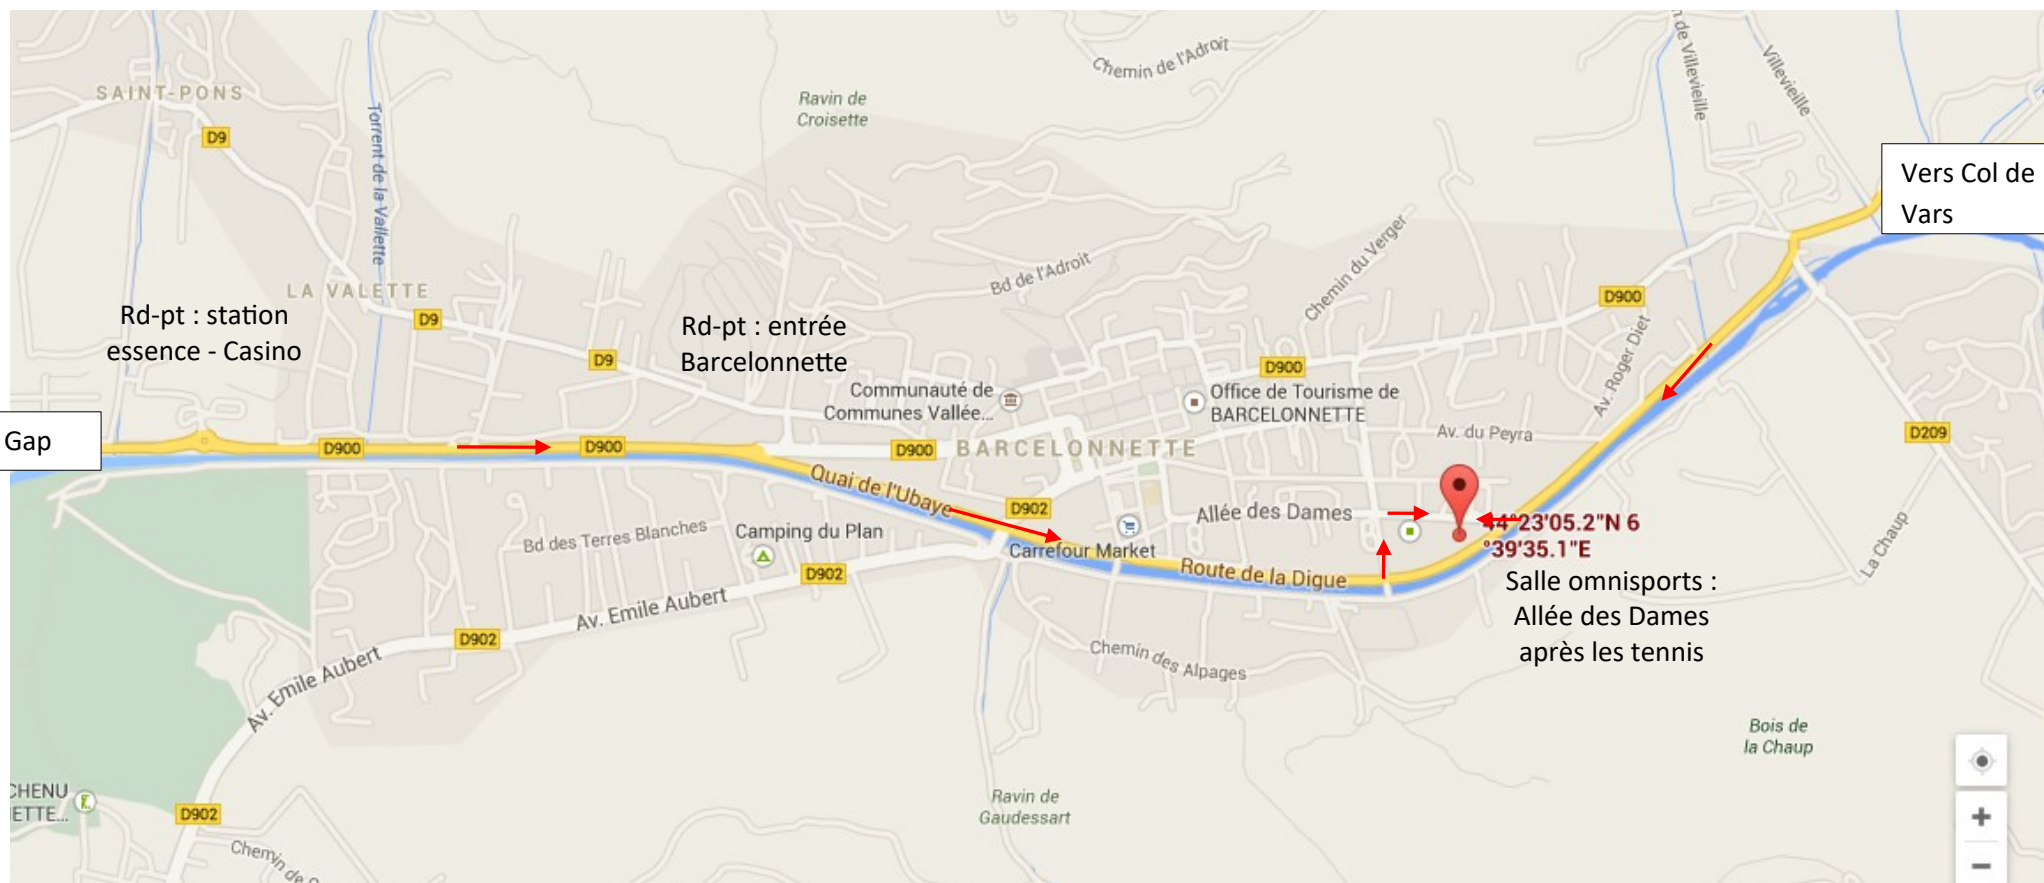 Chemin de l'Adroit
n de Villevieille
Villevieille
SAINT-PONS
Ravin de
Croisette
D9
Torrent de la Vallette
Vers Col de
Vars
Chemin du Verger
Bd de l'Adroit
LA VALETTE
D900
Rd-pt : station
essence - Casino
D9
Rd-pt : entrée
Barcelonnette
D9
D900
Av. Roger Diet
Communauté de
Communes Vallée...
Office de Tourisme de
BARCELONNETTE
Gap
D900
D900
D900
BARCELONNETTE
Av. du Peyra
D209
Quai de l'Ubaye
D902
Allée des Dames
44°23'05.2"N 6
°39'35.1"E
Bd des Terres Blanches
Camping du Plan
Carrefour Market
Route de la Digue
La Chaup
D902
Salle omnisports :
Allée des Dames
après les tennis
Av. Emile Aubert
D902
Av. Emile Aubert
Chemin des Alpages
Bois de
la Chaup
CHENU
ETTE...
D902
Ravin de
Gaudessart
Chemin de
+
−